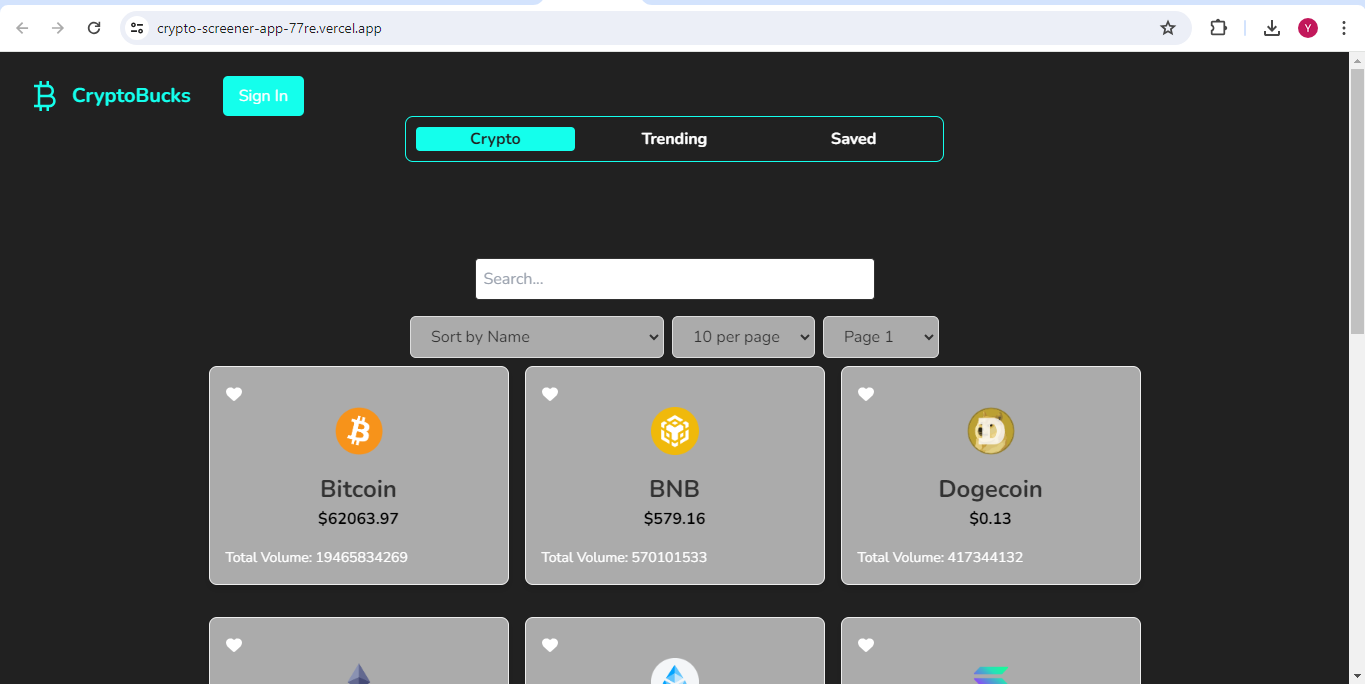 crypto-screener-app-77re.vercel.app
Y
CryptoBucks
Sign In
Crypto Trending Saved
Search...
Sort by Name 10 per page Page 1
Bitcoin
$62063.97
Total Volume: 19465834269
BNB
$579.16
Total Volume: 570101533
Dogecoin
$0.13
Total Volume: 417344132